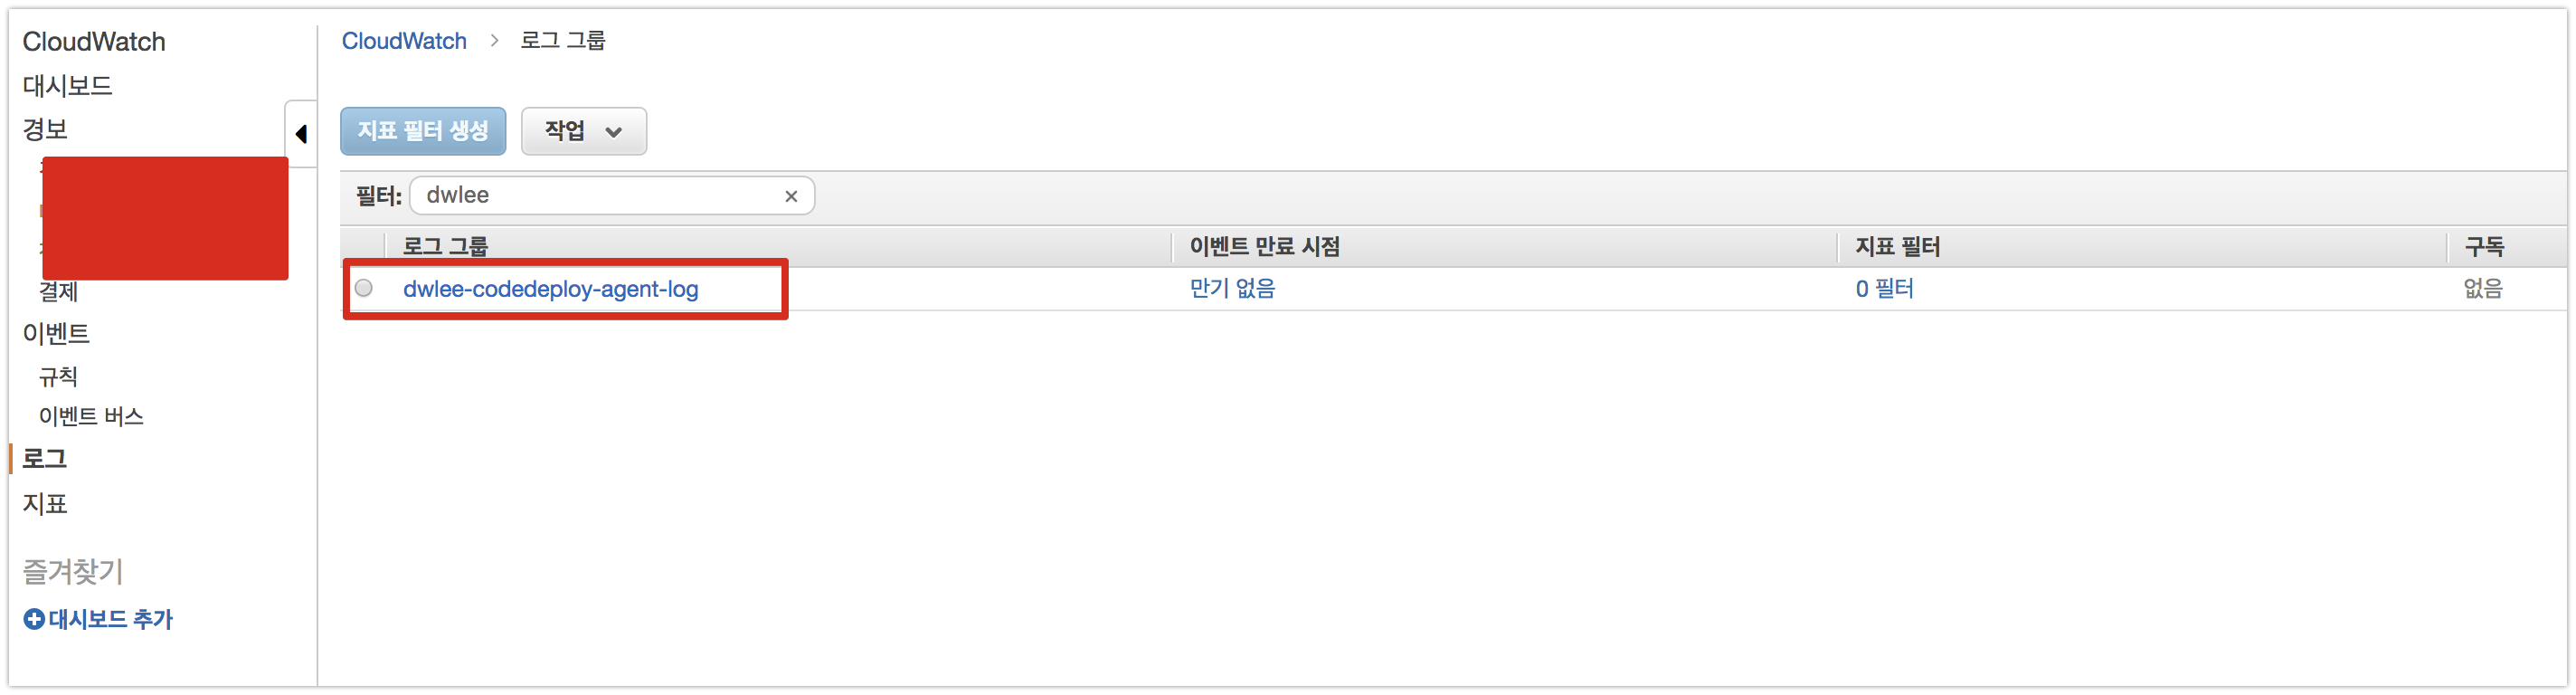 CloudWatch
대시보드
경보
결제
이벤트
규칙
이벤트 버스
로그
지표
즐겨찾기
대시보드 추가
CloudWatch > 로그 그룹
지표 필터 생성 작업
필터: dwlee ×
로그 그룹 이벤트 만료 시점 지표 필터 구독
dwlee-codedeploy-agent-log 만기 없음 0 필터 없음